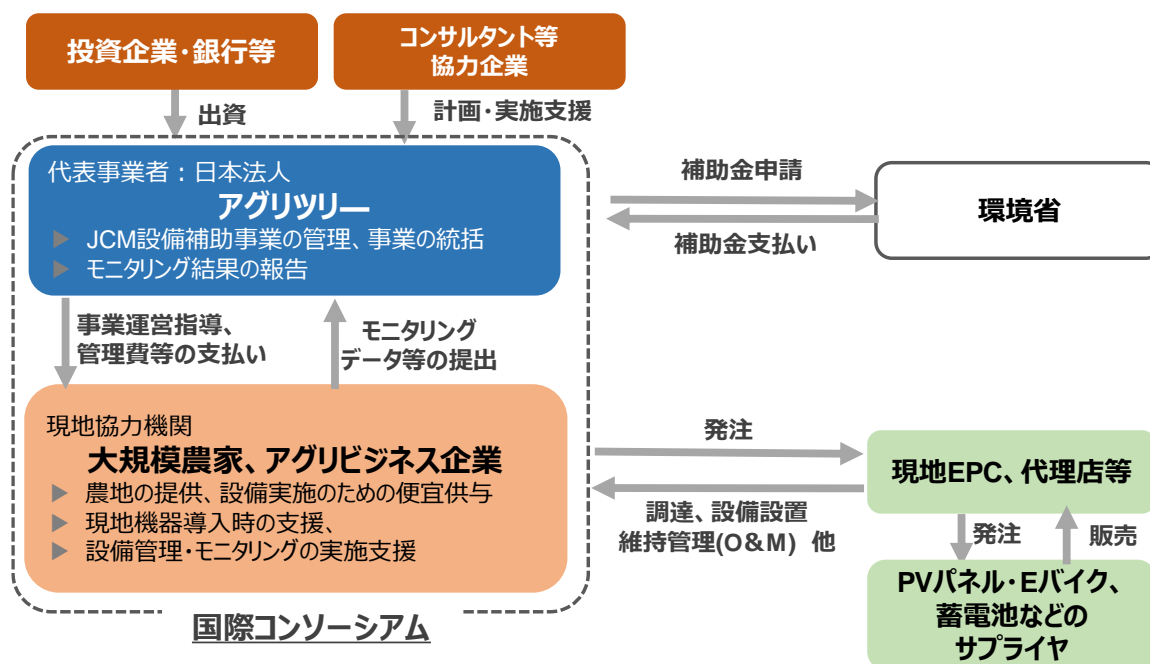 投資企業・銀行等
コンサルタント等
協力企業
出資
計画・実施支援
代表事業者：日本法人
アグリツリー
▶ JCM設備補助事業の管理、事業の統括
▶ モニタリング結果の報告
補助金申請
補助金支払い
環境省
事業運営指導、
管理費等の支払い
モニタリング
データ等の提出
現地協力機関
大規模農家、アグリビジネス企業
▶ 農地の提供、設備実施のための便宜供与
▶ 現地機器導入時の支援、
▶ 設備管理・モニタリングの実施支援
国際コンソーシアム
発注
調達、設備設置
維持管理(O&M) 他
現地EPC、代理店等
発注
販売
PVパネル・Eバイク、
蓄電池などの
サプライヤ